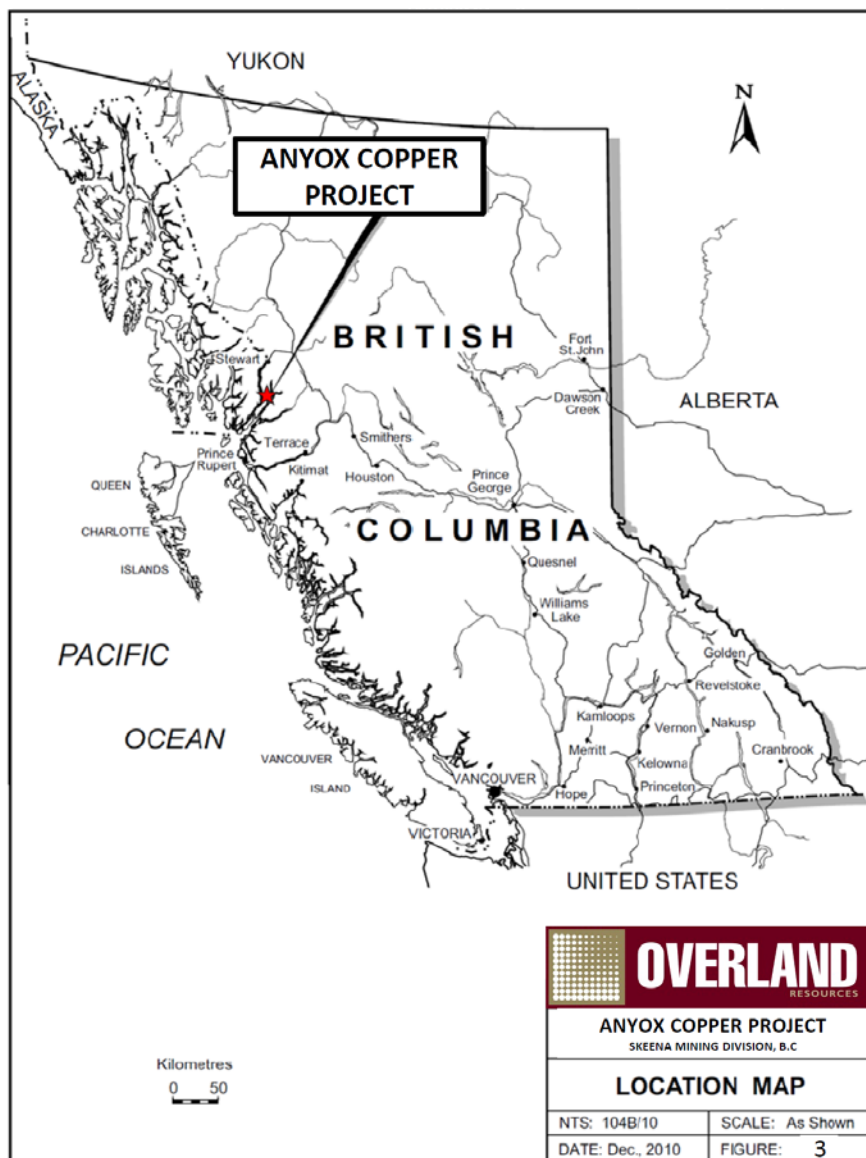 YUKON
ALASKA
N
ANYOX COPPER
PROJECT
BRITISH
Stewart
Fort
St. John
Dawson
Creek
ALBERTA
Smithers
Terrace
Prince
Rupert
Kitimat
Houston
Prince
George
QUEEN
CHARLOTTE
ISLANDS
COLUMBIA
Quesnel
Williams
Lake
PACIFIC
OCEAN
Golden
Revelstoke
Kamloops
Vernon
Nakusp
Merritt
Cranbrook
Kelowna
VANCOUVER
ISLAND
VANCOUVER
Hope
Princeton
VICTORIA
UNITED STATES
OVERLAND
RESOURCES
ANYOX COPPER PROJECT
SKEENA MINING DIVISION, B.C
Kilometres
0 50
LOCATION MAP
NTS: 104B/10
SCALE: As Shown
DATE: Dec., 2010
FIGURE: 3